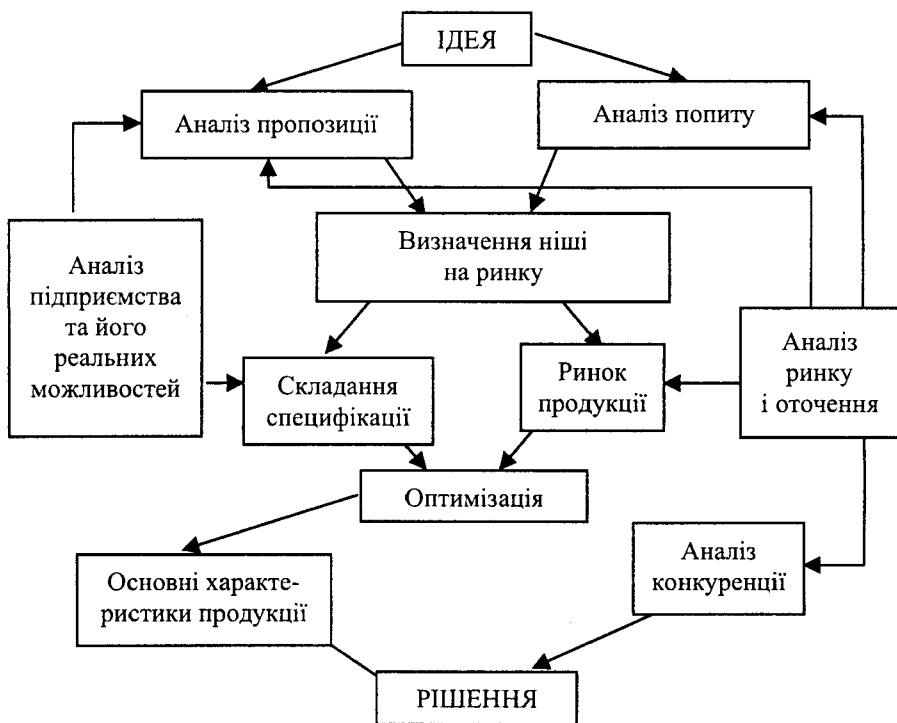 ІДЕЯ
Аналіз пропозиції
Аналіз попиту
Визначення ніші
на ринку
Аналіз
підприємства
та його
реальних
можливостей
Складання
специфікації
Ринок
продукції
Аналіз
ринку
і оточення
Оптимізація
Основні характе-
ристики продукції
Аналіз
конкуренції
РІШЕННЯ